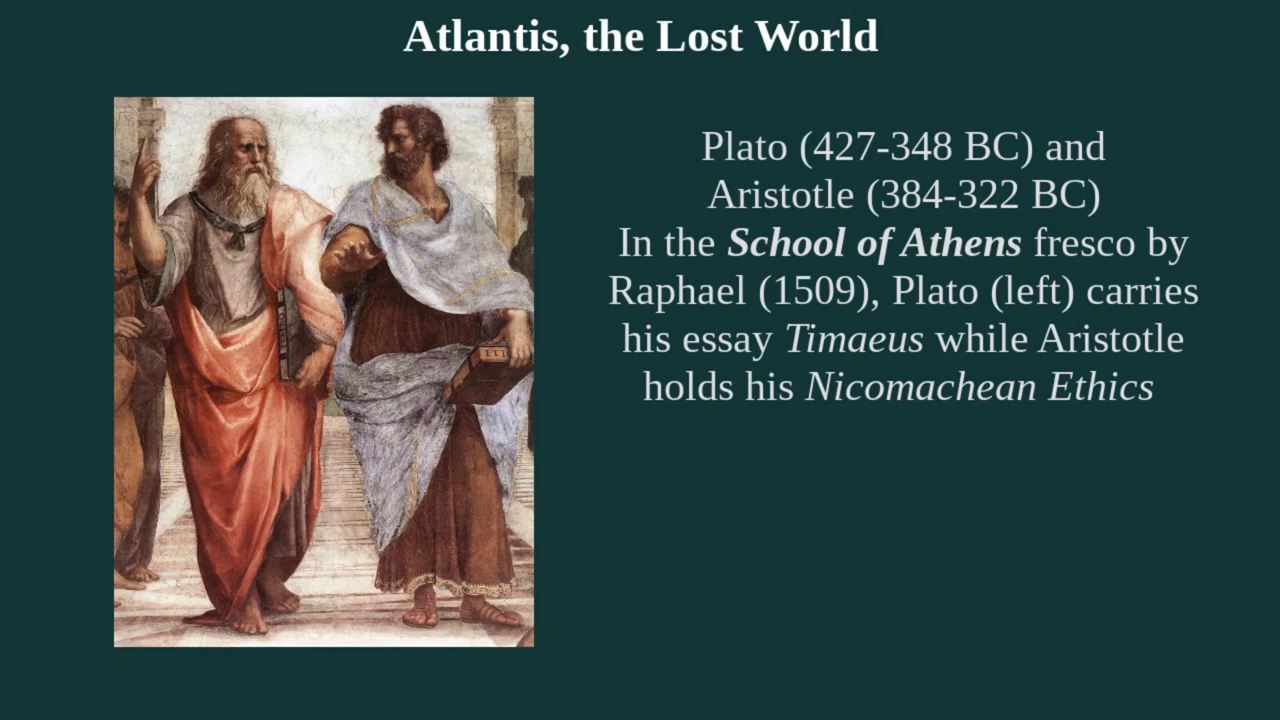 Atlantis, the Lost World
Plato (427-348 BC) and
Aristotle (384-322 BC)
In the School of Athens fresco by
Raphael (1509), Plato (left) carries
his essay Timaeus while Aristotle
holds his Nicomachean Ethics